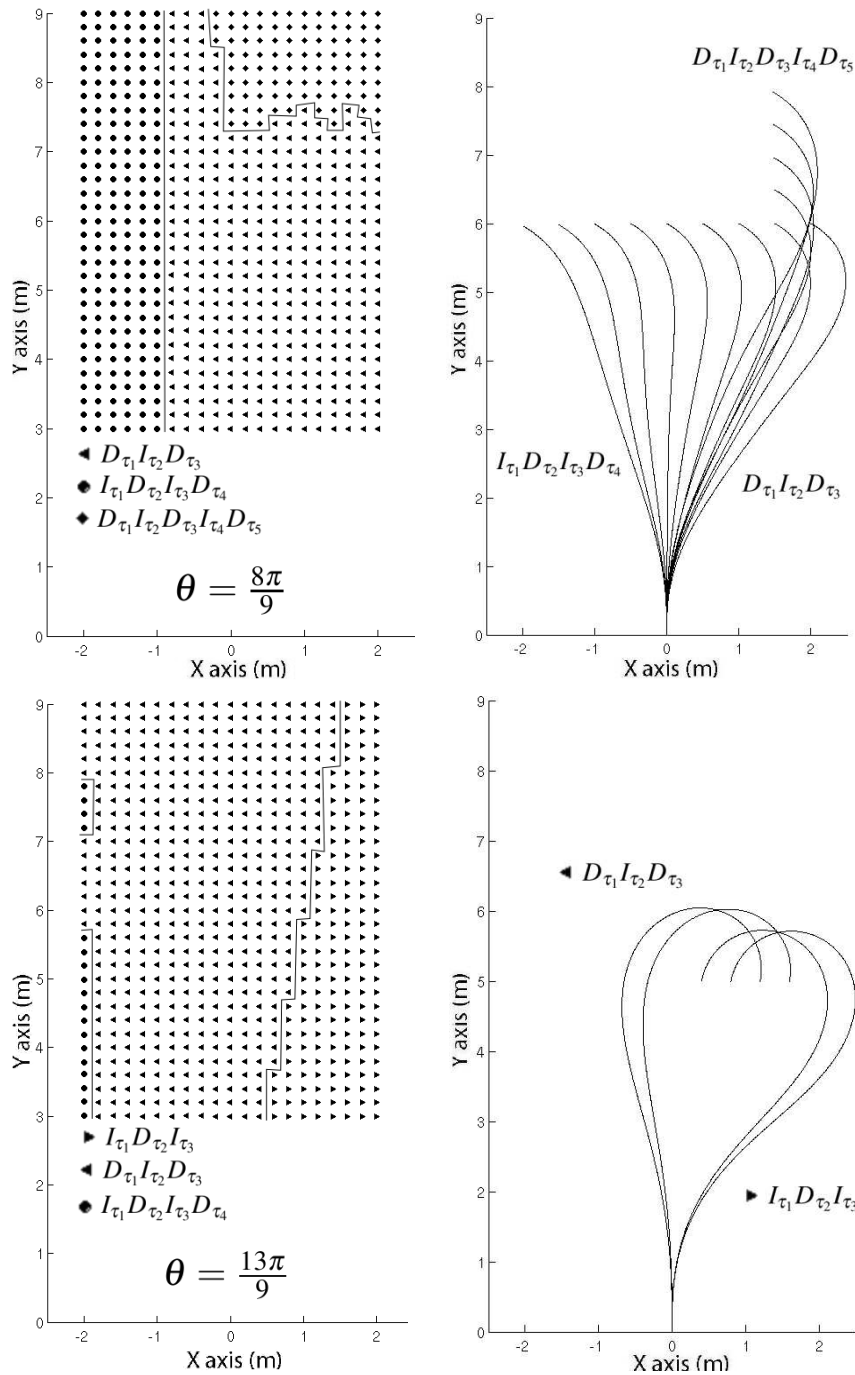 9
8
7
6
5
4
3
2
1
0
Y axis (m)
-2 -1 0 1 2
X axis (m)
◄ D_{τ1}I_{τ2}D_{τ3}
● I_{τ1}D_{τ2}I_{τ3}D_{τ4}
◆ D_{τ1}I_{τ2}D_{τ3}I_{τ4}D_{τ5}
θ = 8π/9
9
8
7
6
5
4
3
2
1
0
Y axis (m)
-2 -1 0 1 2
X axis (m)
D_{τ1}I_{τ2}D_{τ3}I_{τ4}D_{τ5}
I_{τ1}D_{τ2}I_{τ3}D_{τ4}
D_{τ1}I_{τ2}D_{τ3}
9
8
7
6
5
4
3
2
1
0
Y axis (m)
-2 -1 0 1 2
X axis (m)
► I_{τ1}D_{τ2}I_{τ3}
◄ D_{τ1}I_{τ2}D_{τ3}
● I_{τ1}D_{τ2}I_{τ3}D_{τ4}
θ = 13π/9
9
8
7
6
5
4
3
2
1
0
Y axis (m)
-2 -1 0 1 2
X axis (m)
◄ D_{τ1}I_{τ2}D_{τ3}
► I_{τ1}D_{τ2}I_{τ3}